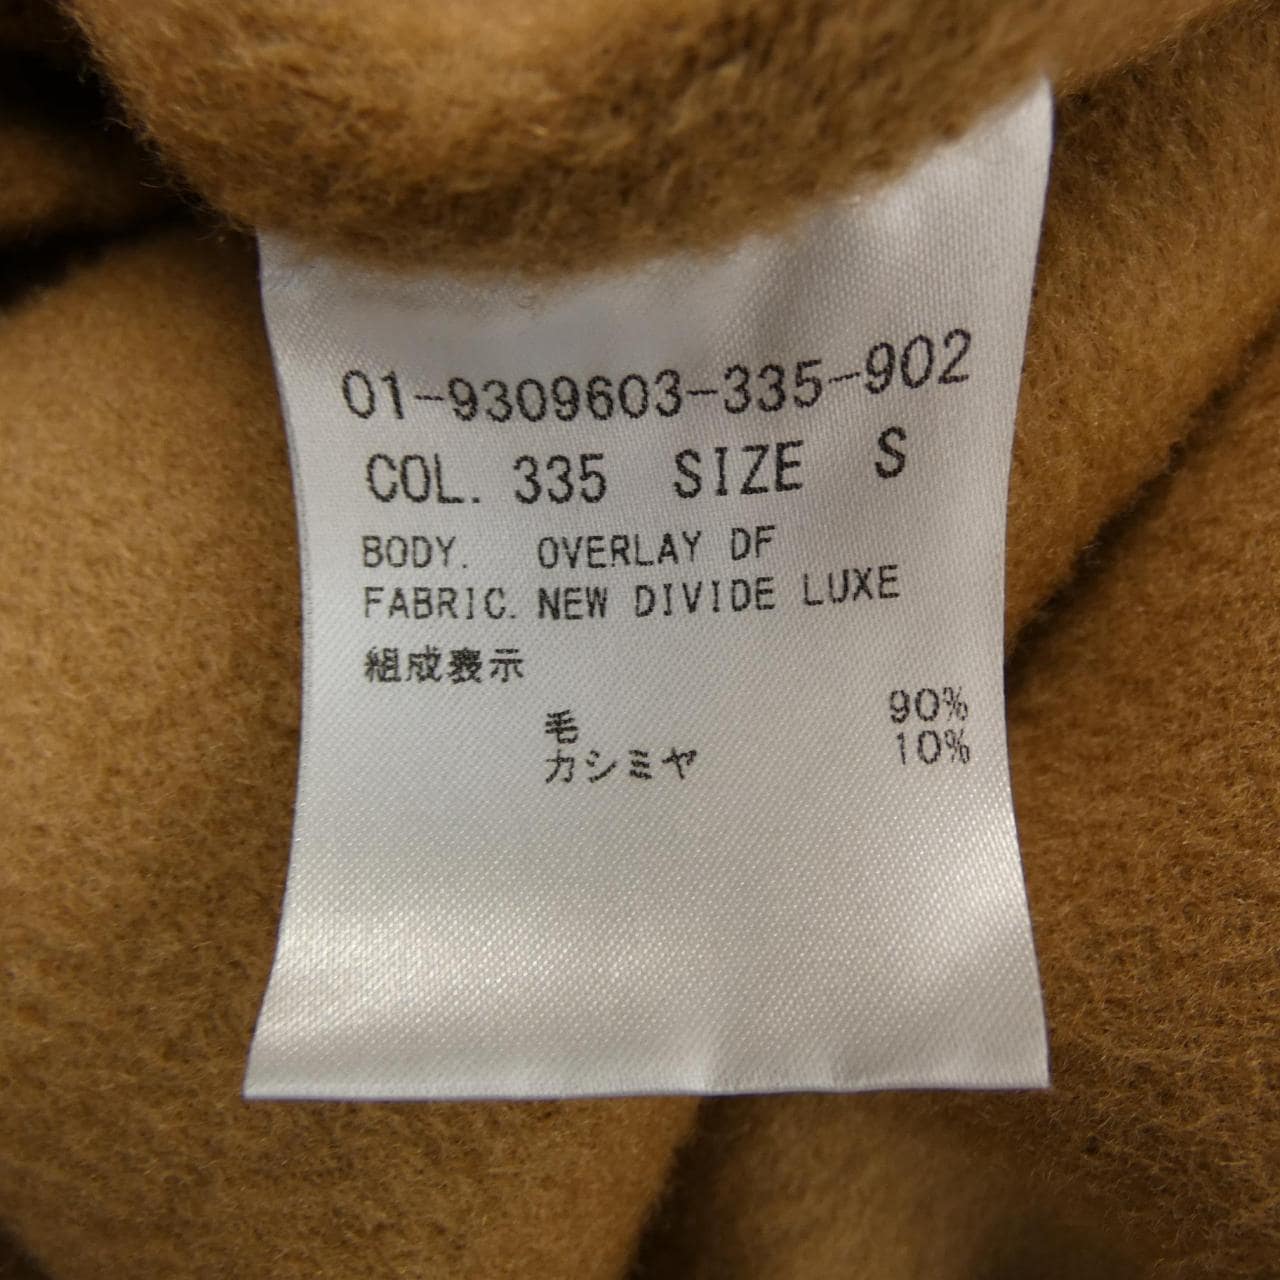 01-9309603-335-902
COL. 335 SIZE S
BODY. OVERLAY DF
FABRIC. NEW DIVIDE LUXE
組成表示
毛 90%
カシミヤ 10%